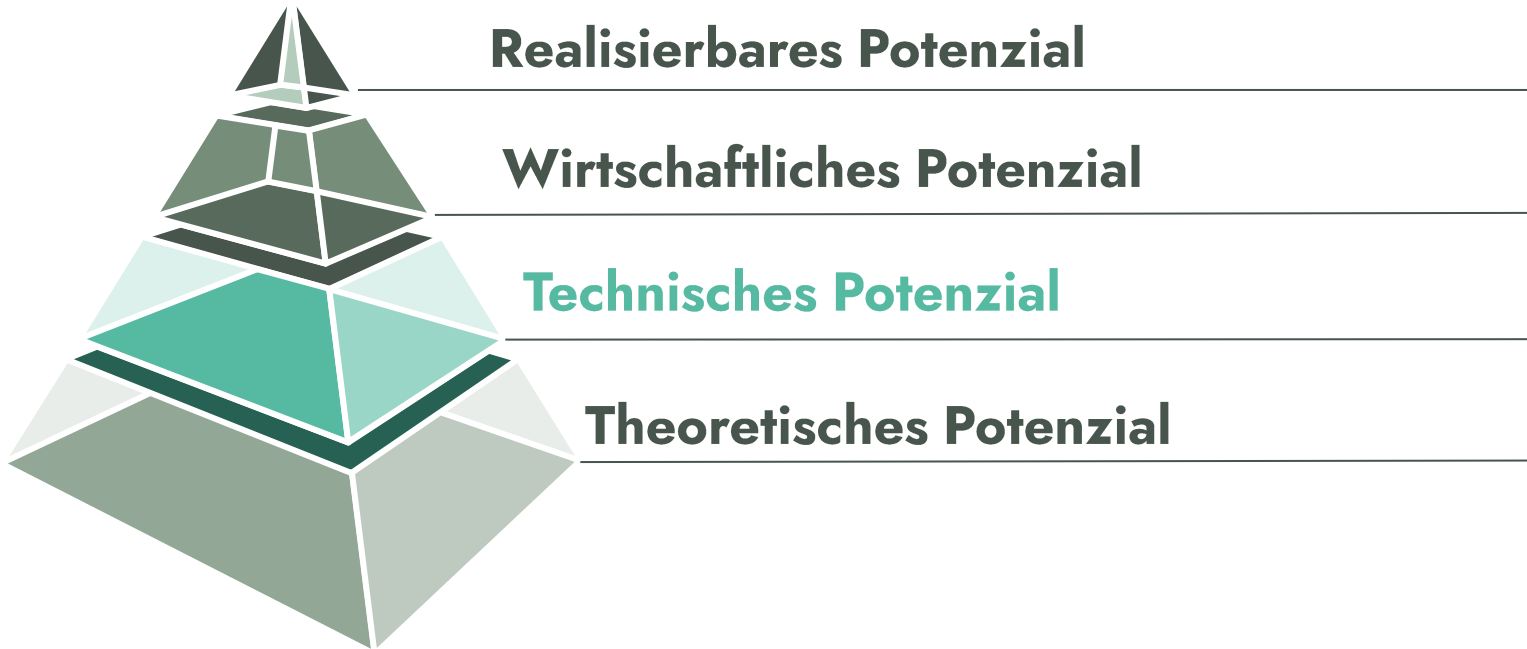 Realisierbares Potenzial
Wirtschaftliches Potenzial
Technisches Potenzial
Theoretisches Potenzial